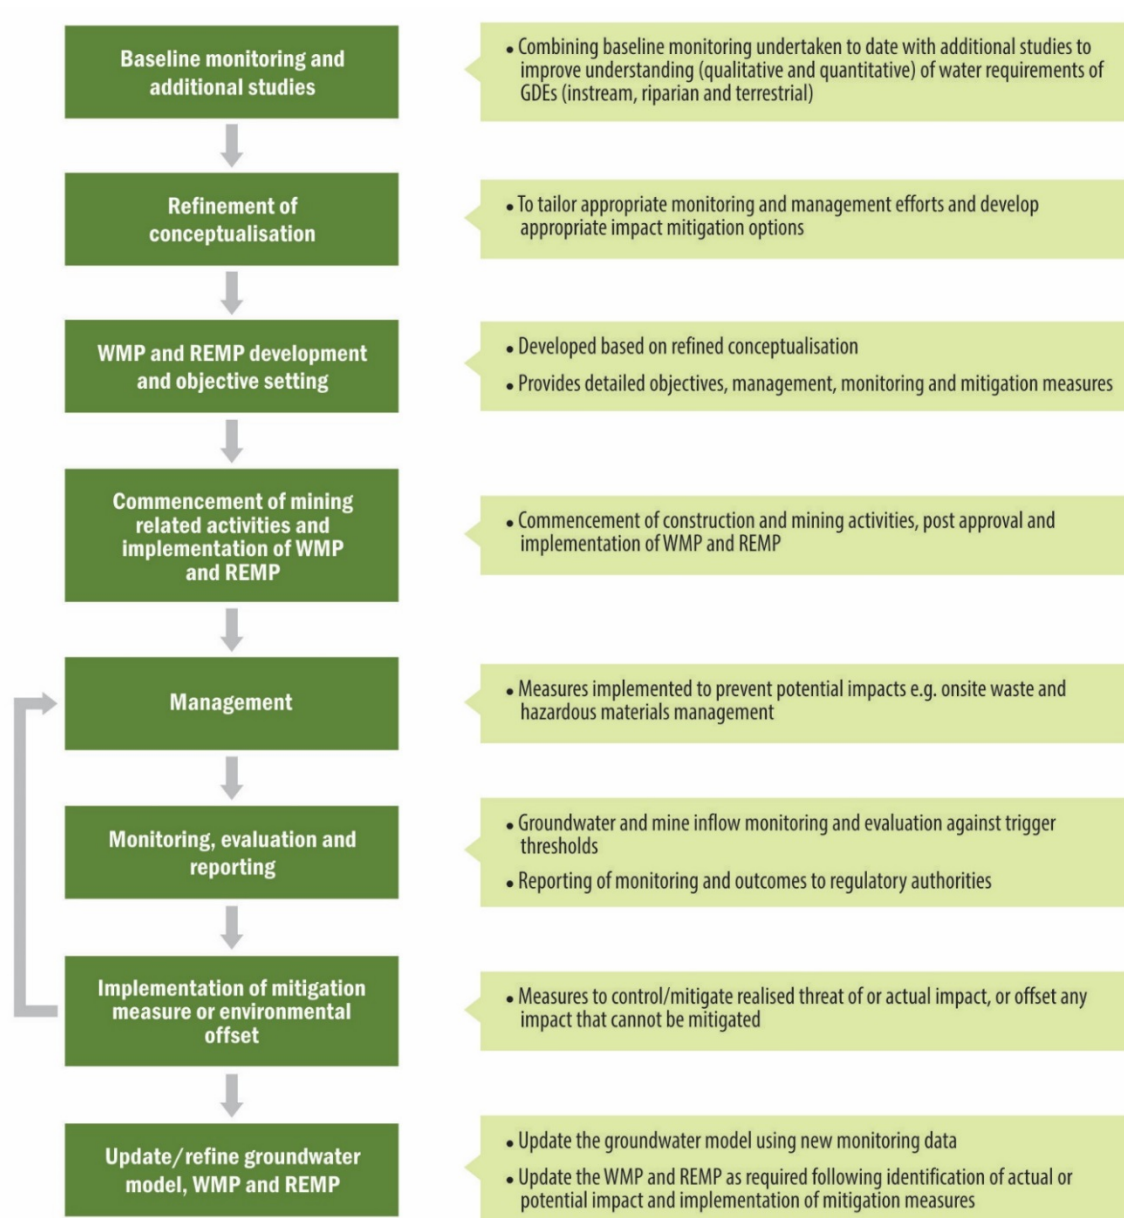 Baseline monitoring and
additional studies
• Combining baseline monitoring undertaken to date with additional studies to
improve understanding (qualitative and quantitative) of water requirements of
GDEs (instream, riparian and terrestrial)
Refinement of
conceptualisation
• To tailor appropriate monitoring and management efforts and develop
appropriate impact mitigation options
WMP and REMP development
and objective setting
• Developed based on refined conceptualisation
• Provides detailed objectives, management, monitoring and mitigation measures
Commencement of mining
related activities and
implementation of WMP
and REMP
• Commencement of construction and mining activities, post approval and
implementation of WMP and REMP
Management
• Measures implemented to prevent potential impacts e.g. onsite waste and
hazardous materials management
Monitoring, evaluation and
reporting
• Groundwater and mine inflow monitoring and evaluation against trigger
thresholds
• Reporting of monitoring and outcomes to regulatory authorities
Implementation of mitigation
measure or environmental
offset
• Measures to control/mitigate realised threat of or actual impact, or offset any
impact that cannot be mitigated
Update/refine groundwater
model, WMP and REMP
• Update the groundwater model using new monitoring data
• Update the WMP and REMP as required following identification of actual or
potential impact and implementation of mitigation measures